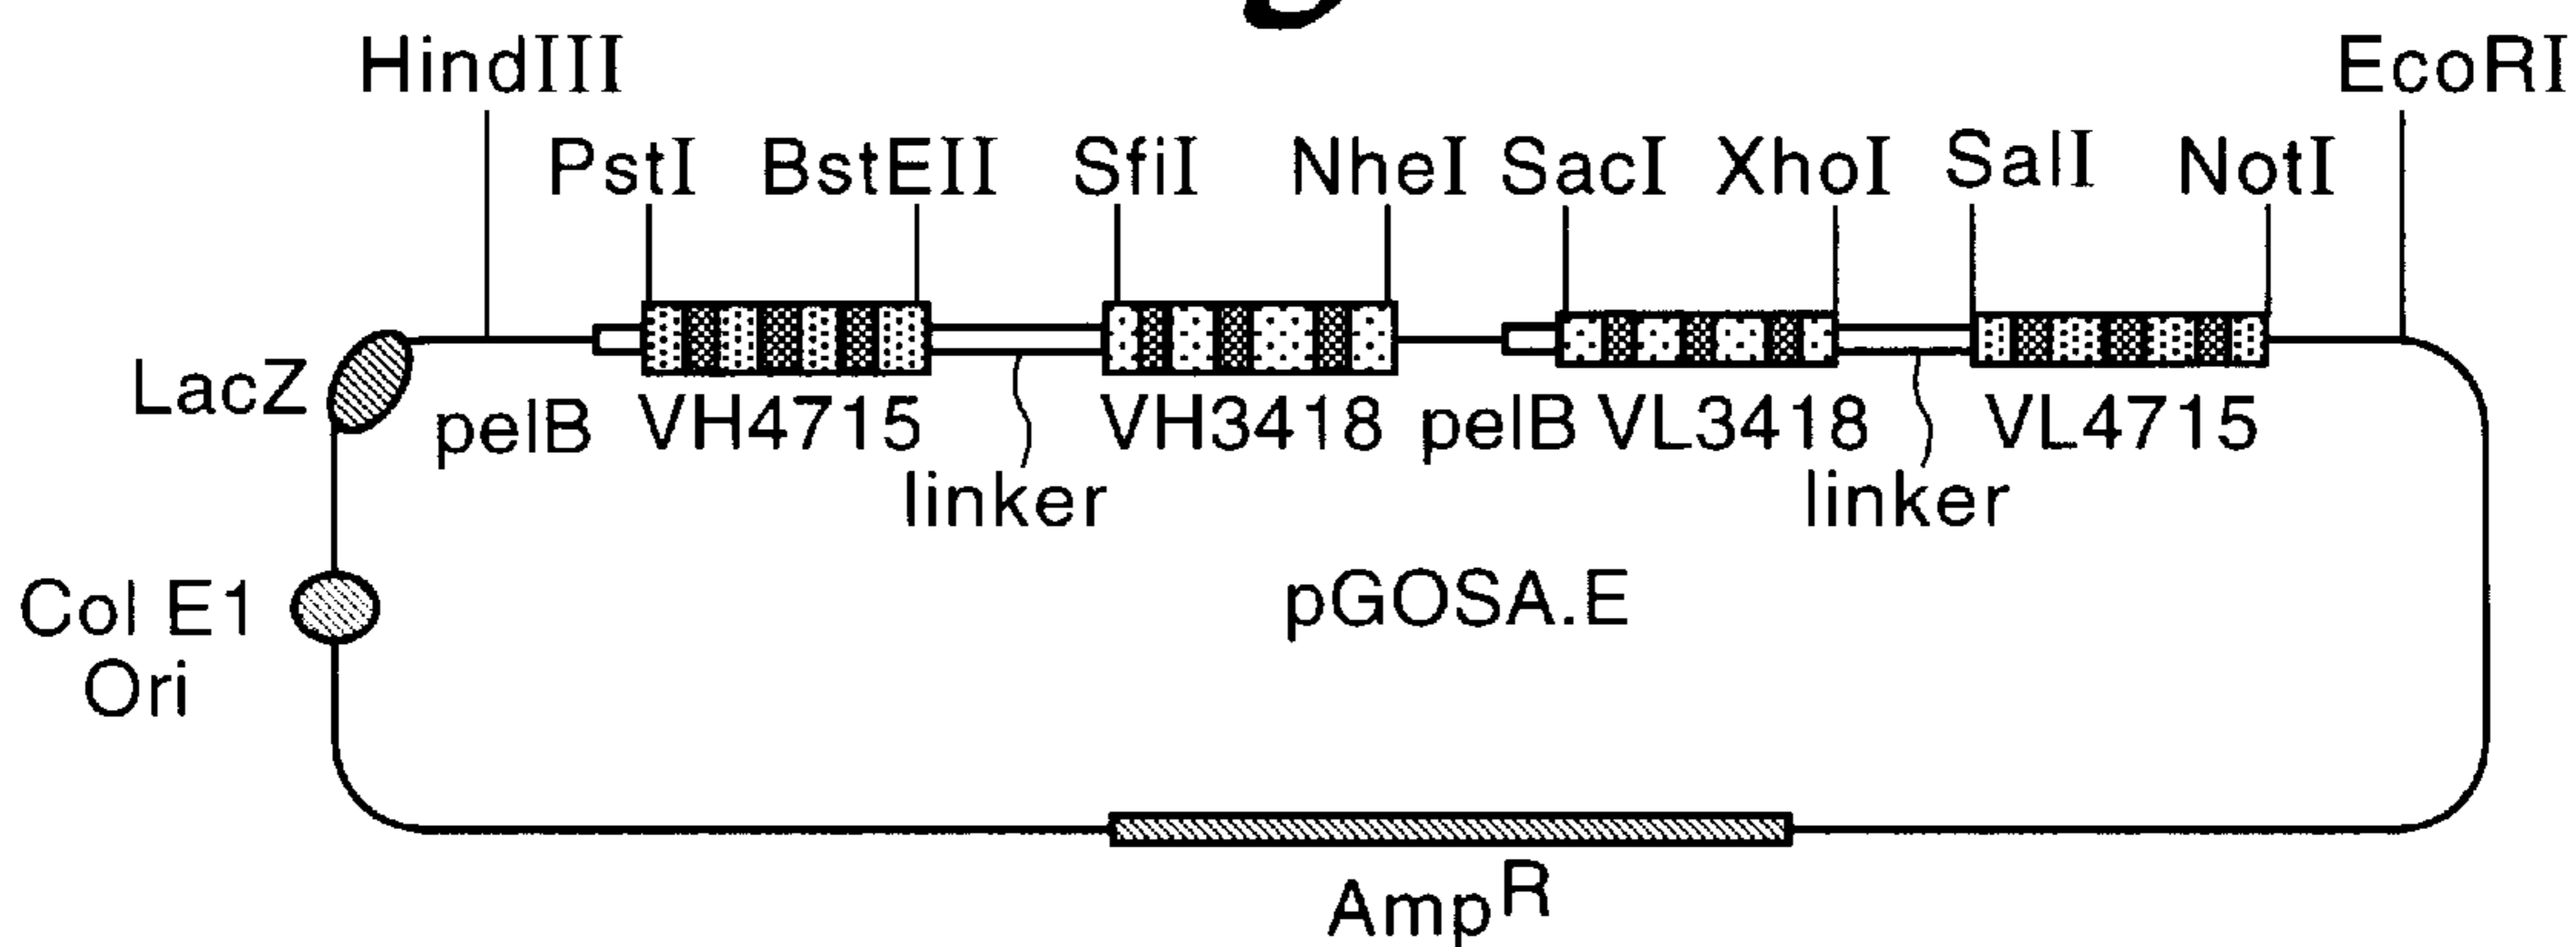 HindIII
EcoRI
PstI BstEII SfiI NheI SacI XhoI SalI NotI
LacZ
pelB VH4715 VH3418 pelB VL3418 VL4715
linker linker
Col E1
Ori
pGOSA.E
AmpR